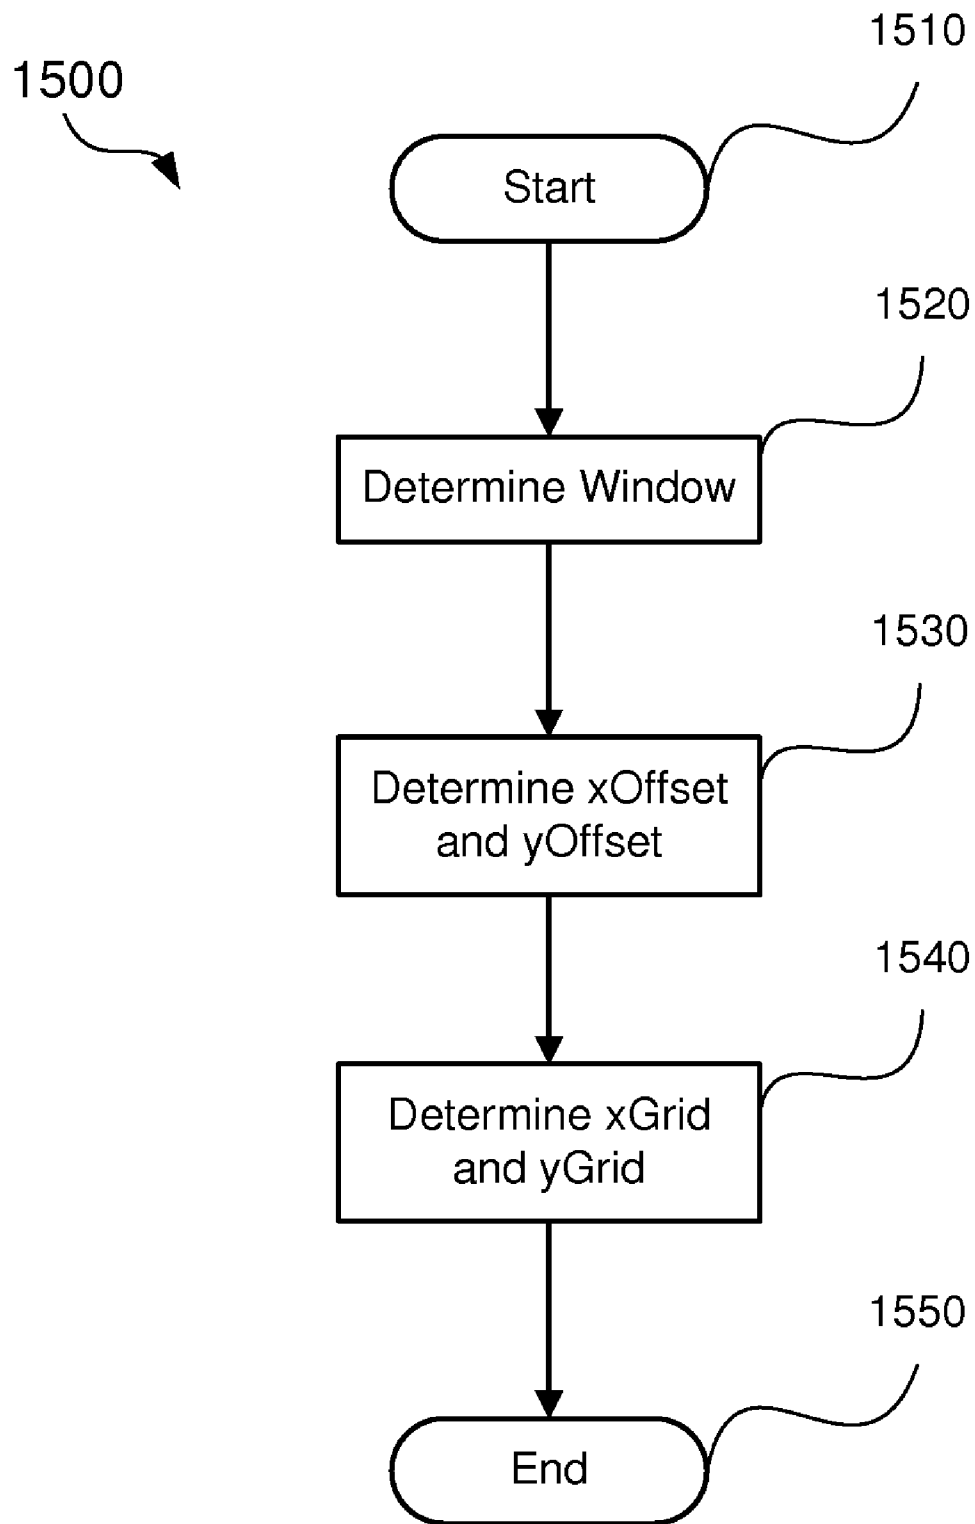 1510
1500
Start
1520
Determine Window
1530
Determine xOffset
and yOffset
1540
Determine xGrid
and yGrid
1550
End